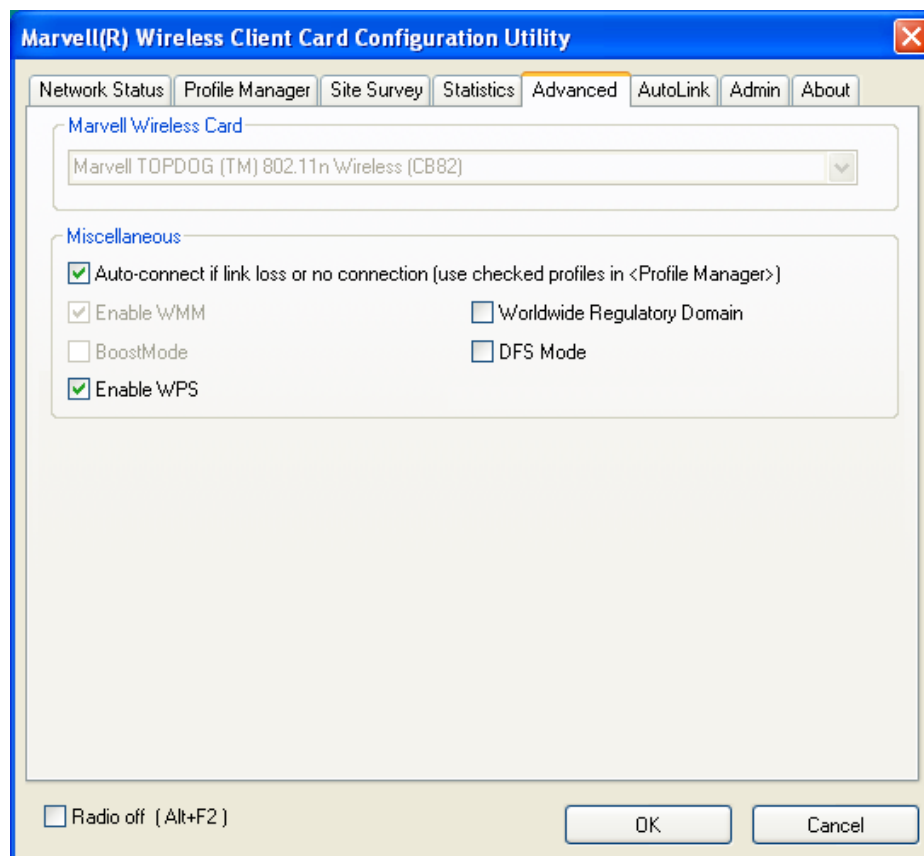 Marvell(R) Wireless Client Card Configuration Utility
Network Status Profile Manager Site Survey Statistics Advanced AutoLink Admin About
Marvell Wireless Card
Marvell TOPDOG (TM) 802.11n Wireless (CB82)
Miscellaneous
Auto-connect if link loss or no connection (use checked profiles in <Profile Manager>)
Enable WMM Worldwide Regulatory Domain
BoostMode DFS Mode
Enable WPS
Radio off ( Alt+F2 ) OK Cancel